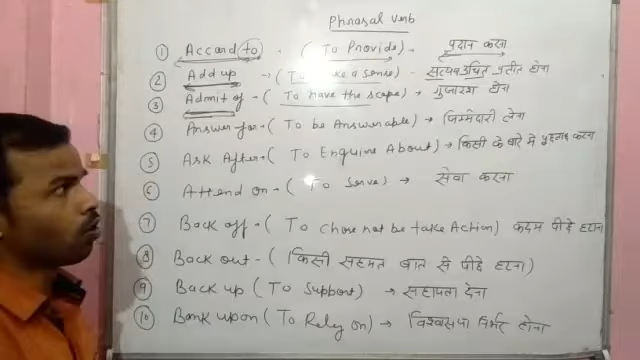 Phrasal verb
① Accord to - (To Provide) - प्रदान करना
② Add up → (To ke a sense) - सत्य व उचित प्रतीत होना
③ Admit of - (To have the scope) → गुंजाइश होना
④ Answer for - (To be Answerable) → जिम्मेदारी लेना
⑤ Ask After - (To Enquire About) → किसी के बारे मे पूछताछ करना
⑥ Attend on - (To Serve) → सेवा करना
⑦ Back off - (To chose not be take Action) कदम पीछे हटाना
⑧ Back out - (किसी सहमत बात से पीछे हटना)
⑨ Back up (To Support) → सहायता देना
⑩ Bank upon (To Rely on) → निर्भर होना